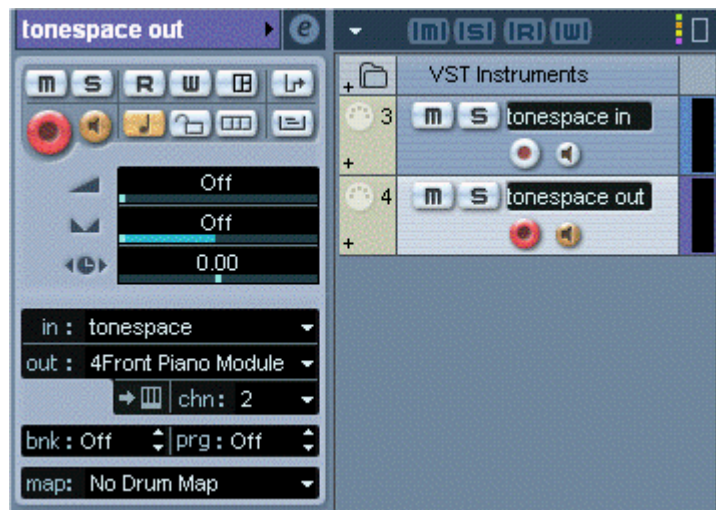 tonespace out
e
m S R W
Off
Off
0.00
in : tonespace
out : 4Front Piano Module
chn: 2
bnk : Off prg : Off
map: No Drum Map
m S R W
VST Instruments
3 m S tonespace in
4 m S tonespace out